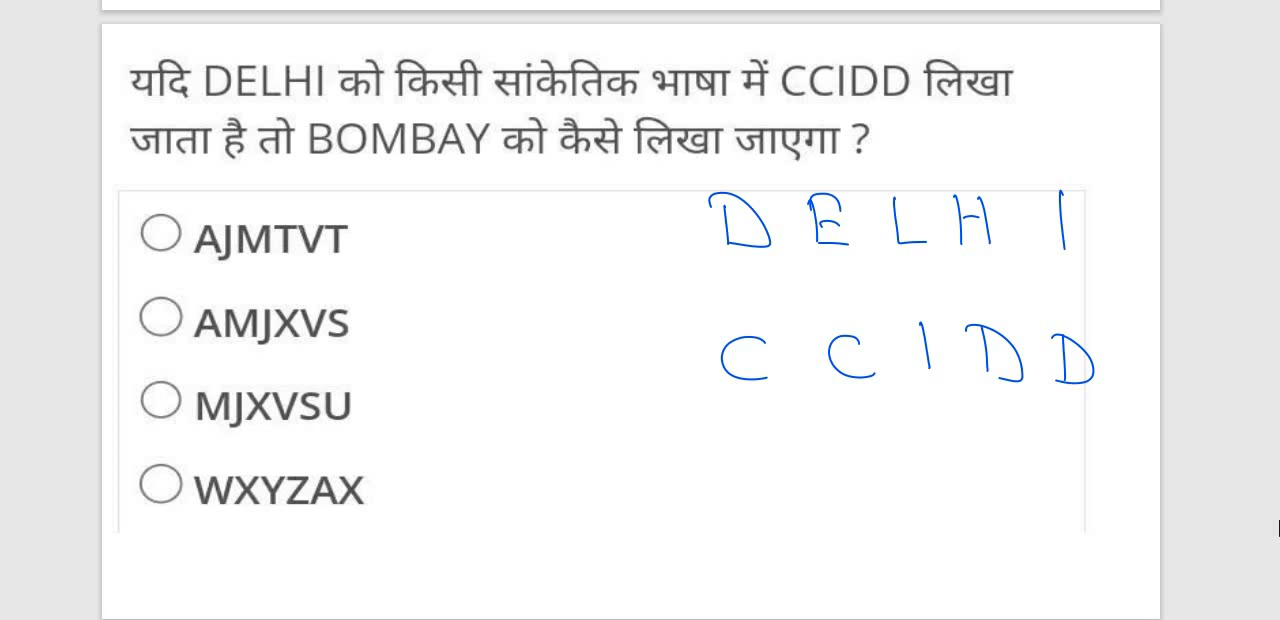 यदि DELHI को किसी सांकेतिक भाषा में CCIDD लिखा
जाता है तो BOMBAY को कैसे लिखा जाएगा ?
AJMTVT
AMJXVS
MJXVSU
WXYZAX
D E L H I
C C I D D